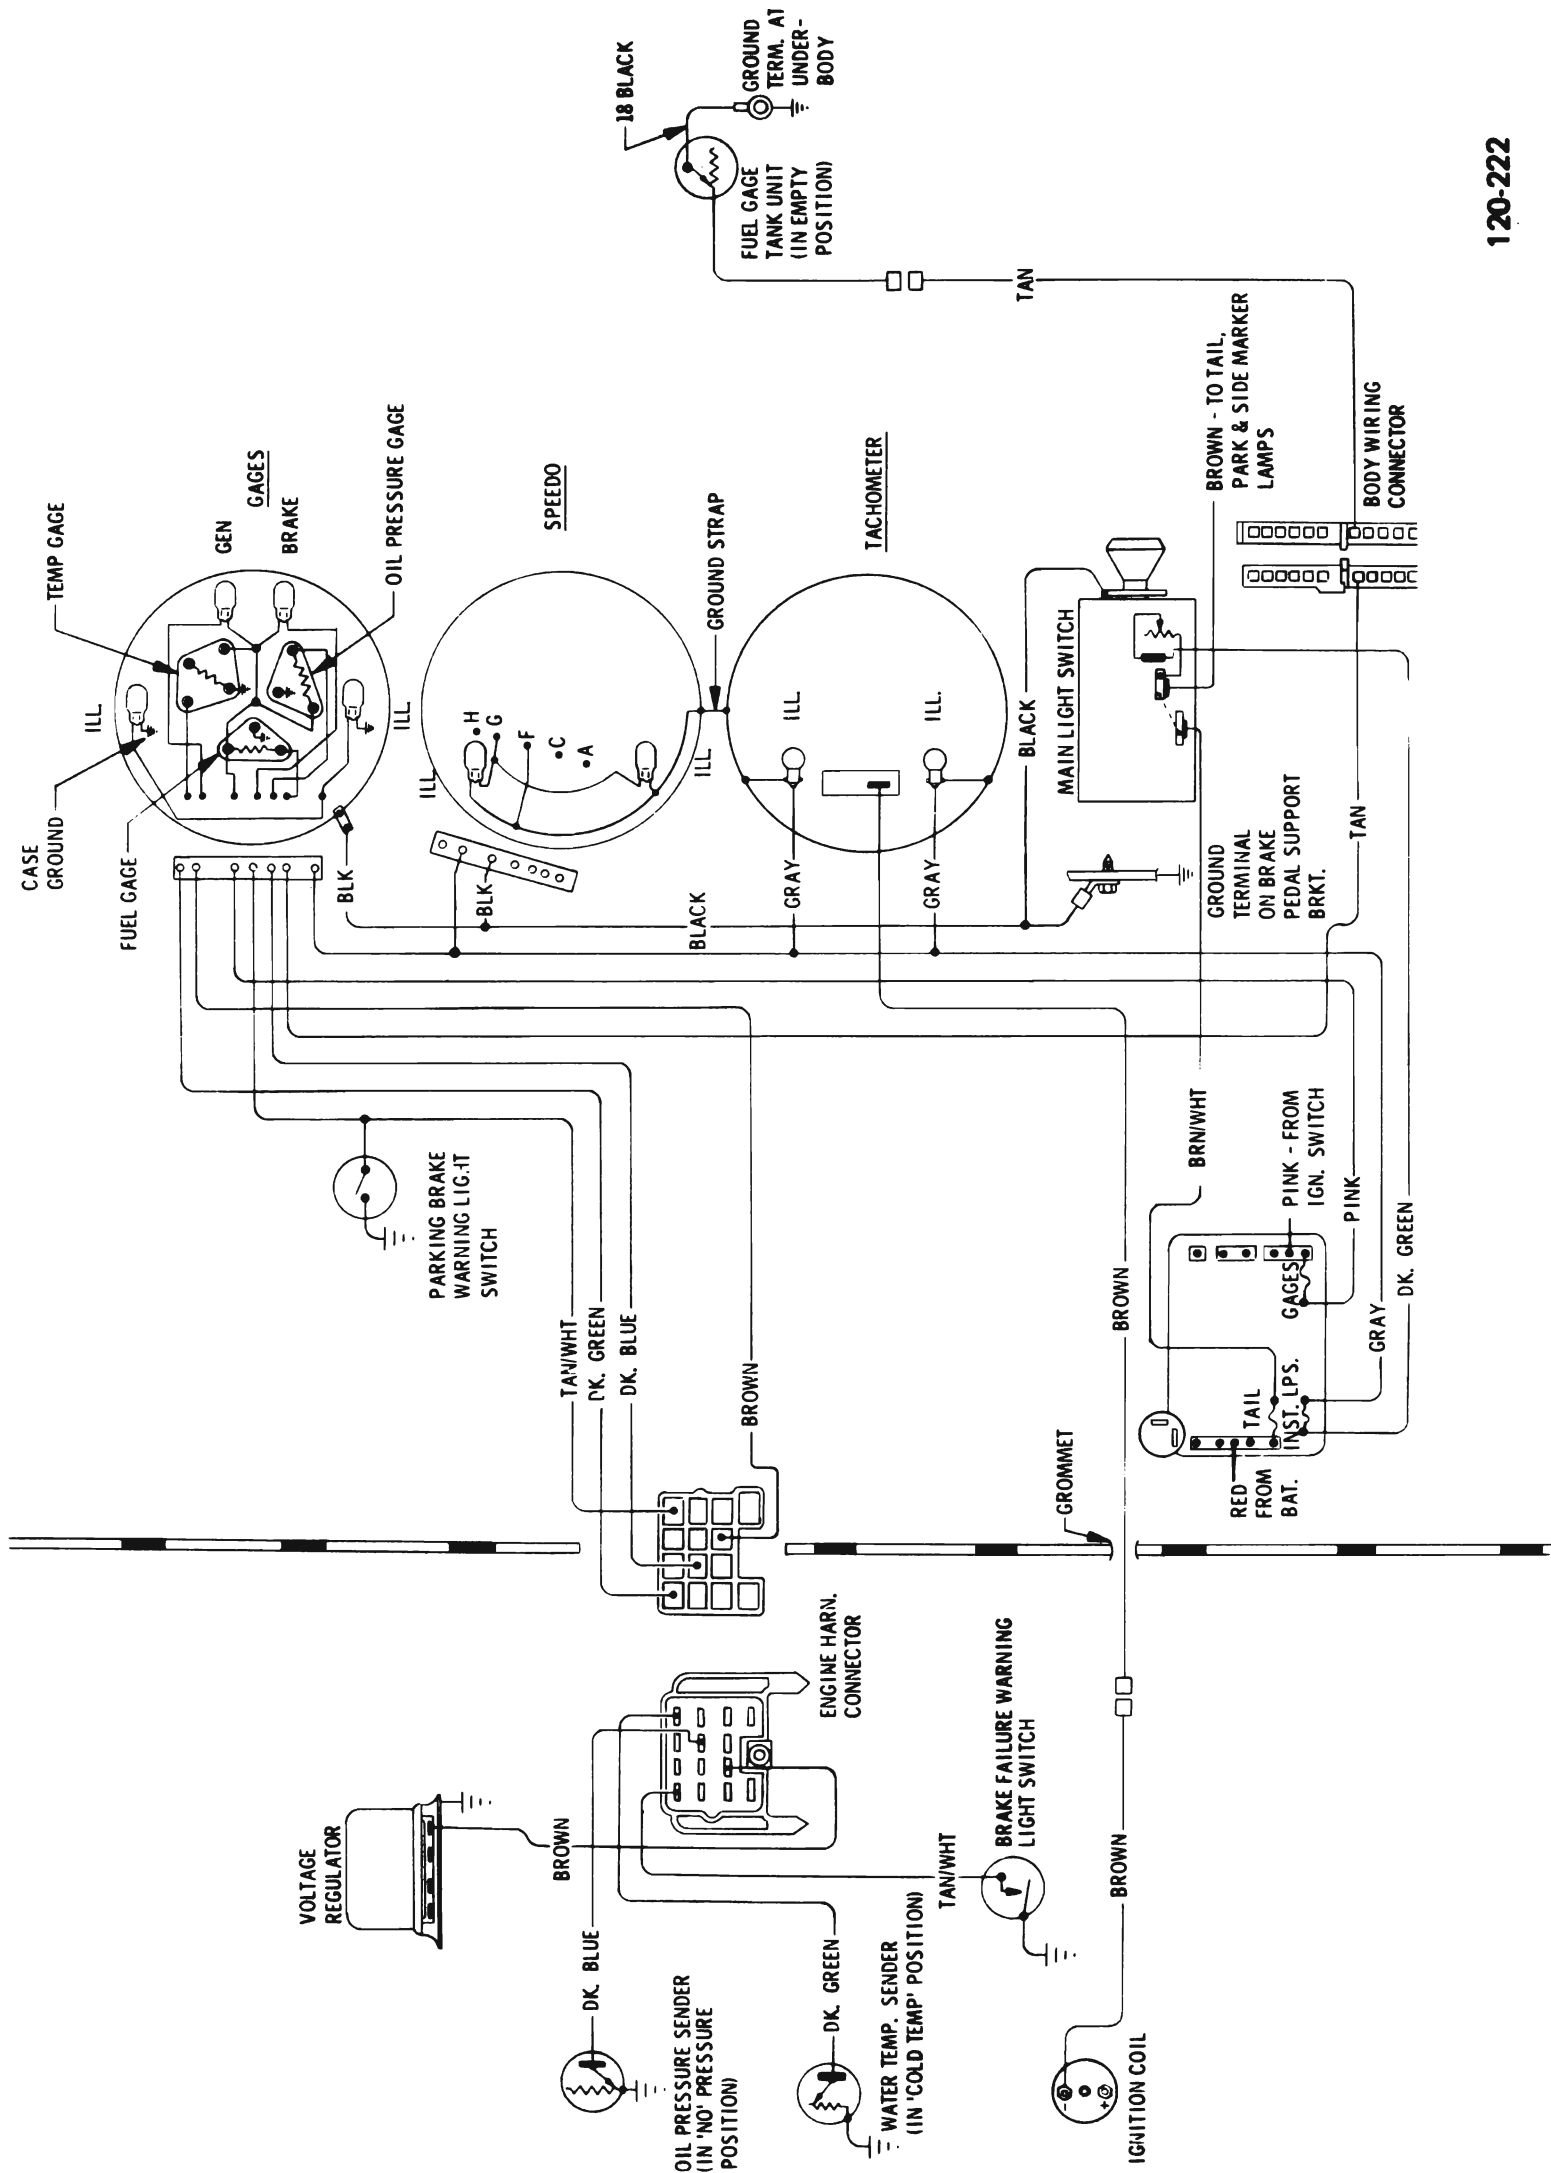 18 BLACK
GROUND
TERM. AT
UNDER-
BODY
FUEL GAGE
TANK UNIT
(IN EMPTY
POSITION)
TAN
120-222
BROWN - TO TAIL,
PARK & SIDE MARKER
LAMPS
BODY WIRING
CONNECTOR
TEMP GAGE
GEN
GAGES
BRAKE
OIL PRESSURE GAGE
ILL.
ILL.
CASE
GROUND
FUEL GAGE
BLK
SPEEDO
H
G
F
C
A
ILL.
ILL.
BLK
GROUND STRAP
TACHOMETER
ILL.
ILL.
GRAY
GRAY
BLACK
BLACK
MAIN LIGHT SWITCH
GROUND
TERMINAL
ON BRAKE
PEDAL SUPPORT
BRKT.
TAN
PARKING BRAKE
WARNING LIGHT
SWITCH
TAN/WHT
DK. GREEN
DK. BLUE
BROWN
BROWN
BRN/WHT
PINK - FROM
IGN. SWITCH
PINK
GAGES
GRAY
DK. GREEN
TAIL
INST. LPS.
RED
FROM
BAT.
GROMMET
ENGINE HARN.
CONNECTOR
VOLTAGE
REGULATOR
BROWN
DK. BLUE
OIL PRESSURE SENDER
(IN 'NO' PRESSURE
POSITION)
DK. GREEN
WATER TEMP. SENDER
(IN 'COLD TEMP' POSITION)
TAN/WHT
BRAKE FAILURE WARNING
LIGHT SWITCH
BROWN
-
+
IGNITION COIL